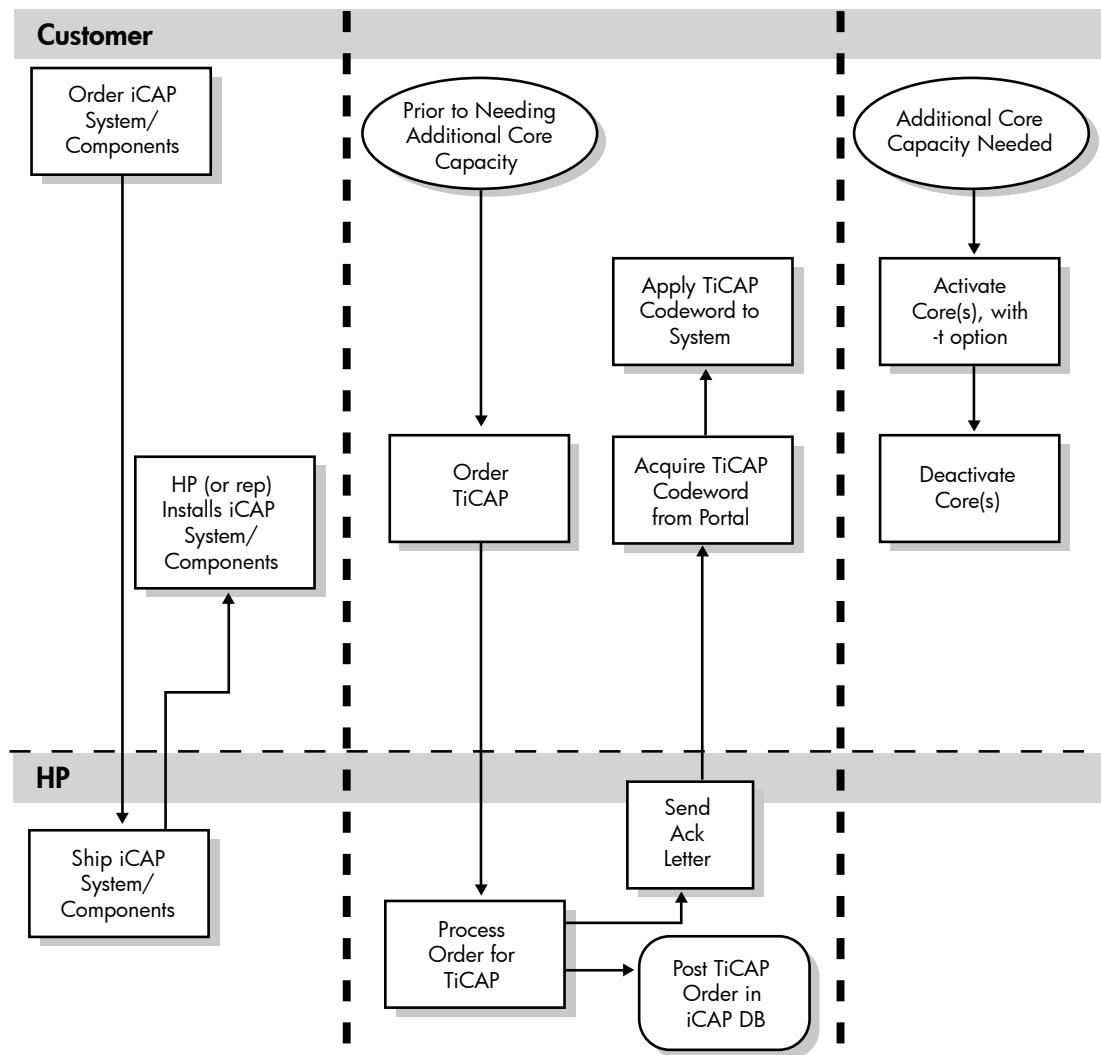 Customer
Order iCAP
System/
Components
HP (or rep)
Installs iCAP
System/
Components
Prior to Needing
Additional Core
Capacity
Order
TiCAP
Apply TiCAP
Codeword to
System
Acquire TiCAP
Codeword
from Portal
Additional Core
Capacity Needed
Activate
Core(s), with
-t option
Deactivate
Core(s)
HP
Ship iCAP
System/
Components
Process
Order for
TiCAP
Send
Ack
Letter
Post TiCAP
Order in
iCAP DB